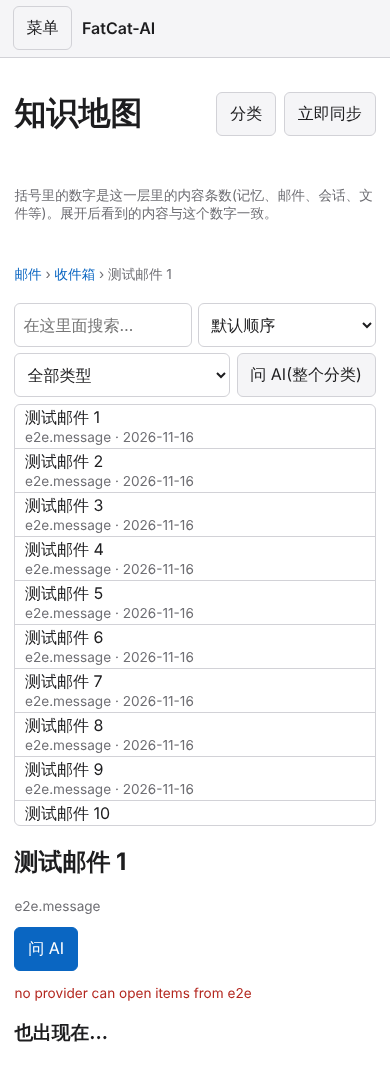 菜单 FatCat-AI
知识地图 分类 立即同步
括号里的数字是这一层里的内容条数(记忆、邮件、会话、文
件等)。展开后看到的内容与这个数字一致。
邮件 › 收件箱 › 测试邮件 1
在这里面搜索... 默认顺序
全部类型 问 AI(整个分类)
测试邮件 1
e2e.message · 2026-11-16
测试邮件 2
e2e.message · 2026-11-16
测试邮件 3
e2e.message · 2026-11-16
测试邮件 4
e2e.message · 2026-11-16
测试邮件 5
e2e.message · 2026-11-16
测试邮件 6
e2e.message · 2026-11-16
测试邮件 7
e2e.message · 2026-11-16
测试邮件 8
e2e.message · 2026-11-16
测试邮件 9
e2e.message · 2026-11-16
测试邮件 10
测试邮件 1
e2e.message
问 AI
no provider can open items from e2e
也出现在...